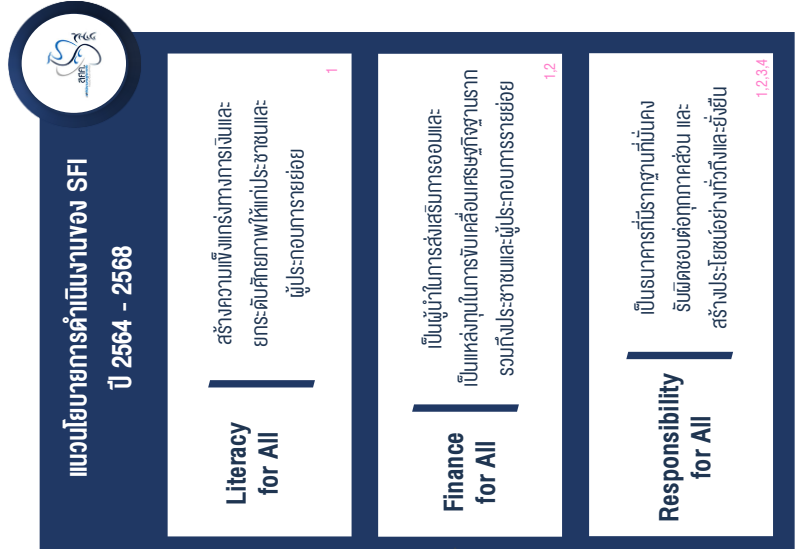 สคค.
แนวนโยบายการดำเนินงานของ SFI
ปี 2564 - 2568
Literacy
for All
สร้างความแข็งแกร่งทางการเงินและ
ยกระดับศักยภาพให้แก่ประชาชนและ
ผู้ประกอบการายย่อย
1
Finance
for All
เป็นผู้นำในการส่งเสริมการออมและ
เป็นแหล่งทุนในการขับเคลื่อนเศรษฐกิจฐานราก
รวมถึงประชาชนและผู้ประกอบการรายย่อย
1,2
Responsibility
for All
เป็นธนาคารที่มีรากฐานที่มั่นคง
รับผิดชอบต่อทุกภาคส่วน และ
สร้างประโยชน์อย่างทั่วถึงและยั่งยืน
1,2,3,4